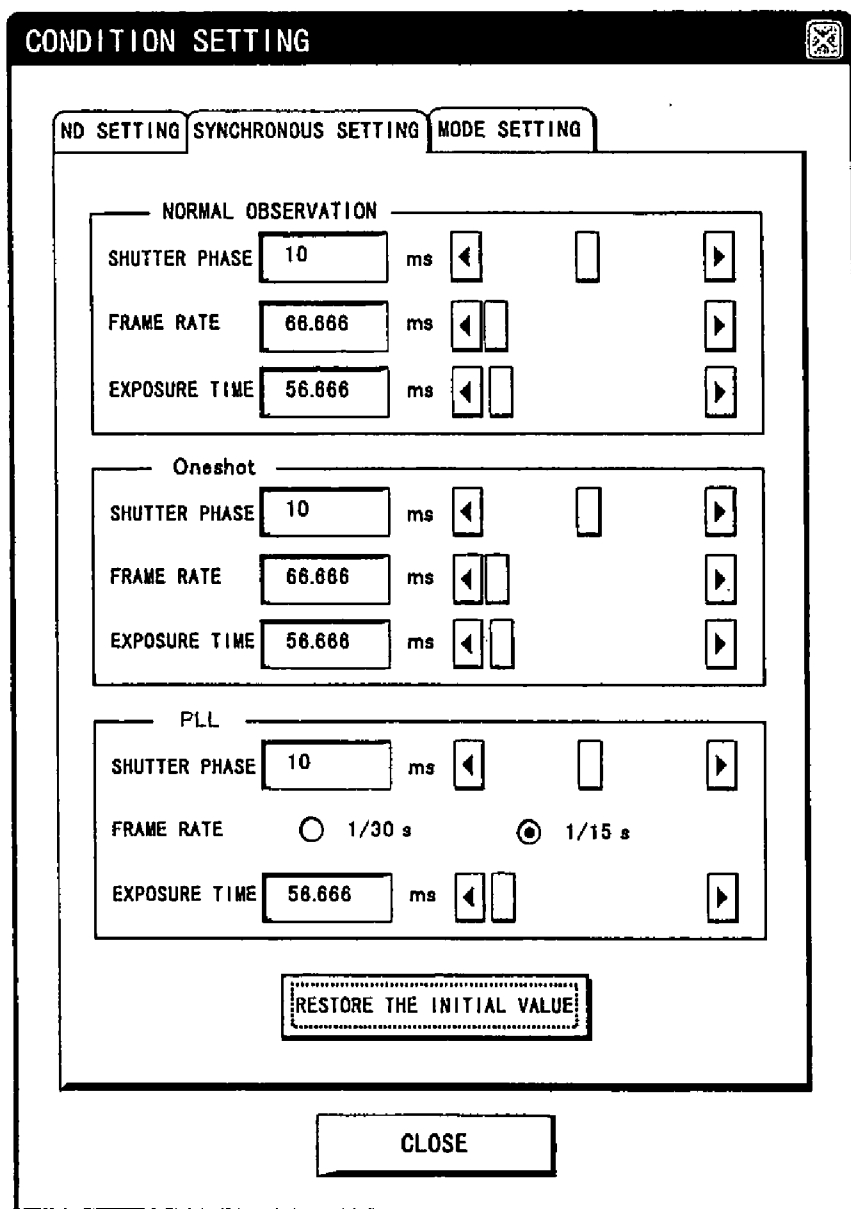 CONDITION SETTING
ND SETTING SYNCHRONOUS SETTING MODE SETTING
NORMAL OBSERVATION
SHUTTER PHASE 10 ms
FRAME RATE 66.666 ms
EXPOSURE TIME 56.666 ms
Oneshot
SHUTTER PHASE 10 ms
FRAME RATE 66.666 ms
EXPOSURE TIME 56.666 ms
PLL
SHUTTER PHASE 10 ms
FRAME RATE 1/30 s 1/15 s
EXPOSURE TIME 56.666 ms
RESTORE THE INITIAL VALUE
CLOSE